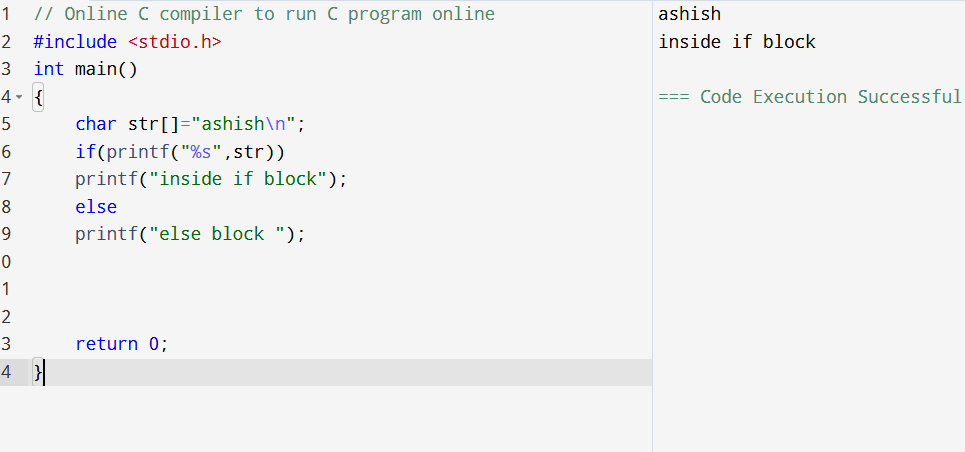 1 // Online C compiler to run C program online
2 #include <stdio.h>
3 int main()
4 {
5 char str[]="ashish\n";
6 if(printf("%s",str))
7 printf("inside if block");
8 else
9 printf("else block ");
0
1
2
3 return 0;
4 }
ashish
inside if block
=== Code Execution Successful